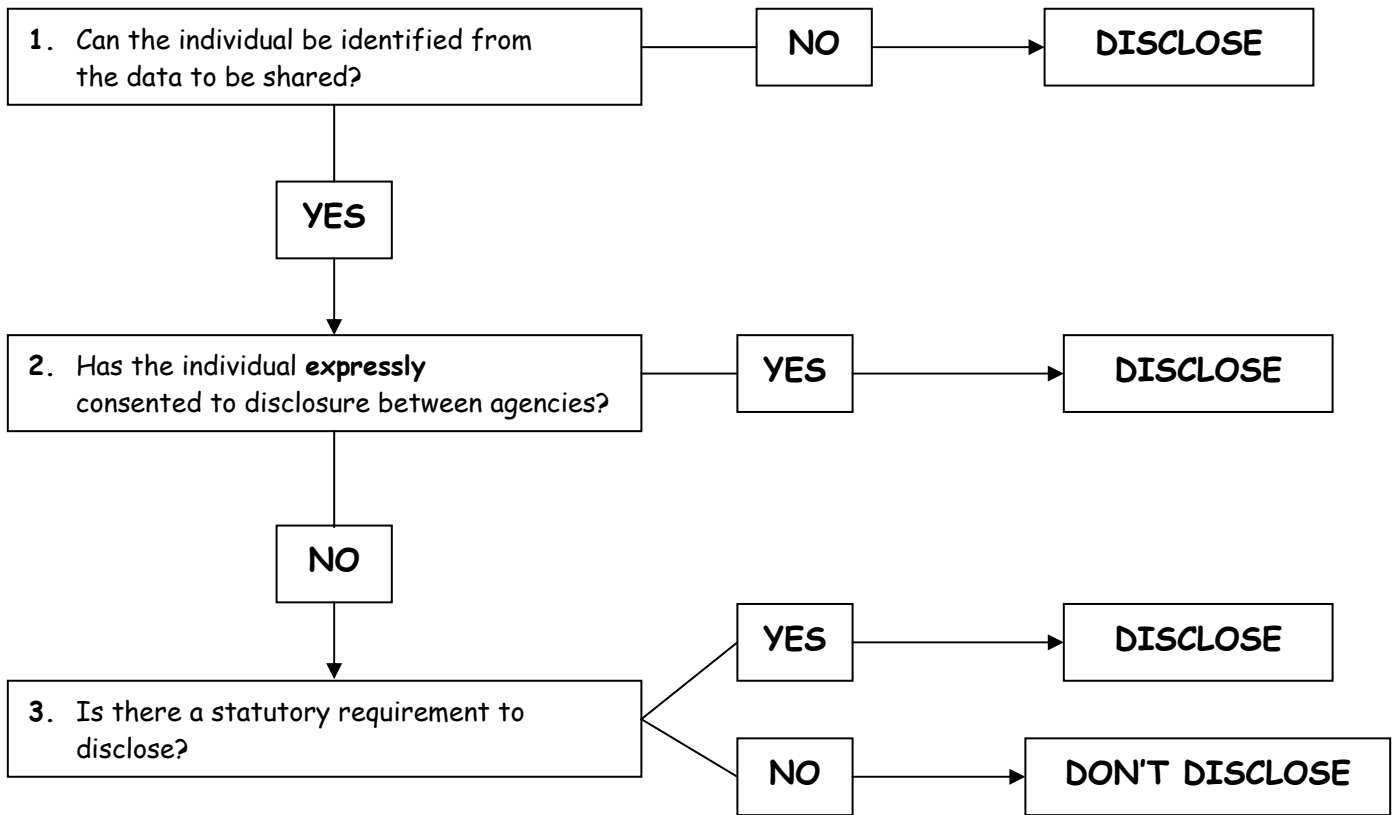 1. Can the individual be identified from
the data to be shared?
NO
DISCLOSE
YES
2. Has the individual expressly
consented to disclosure between agencies?
YES
DISCLOSE
NO
3. Is there a statutory requirement to
disclose?
YES
DISCLOSE
NO
DON'T DISCLOSE